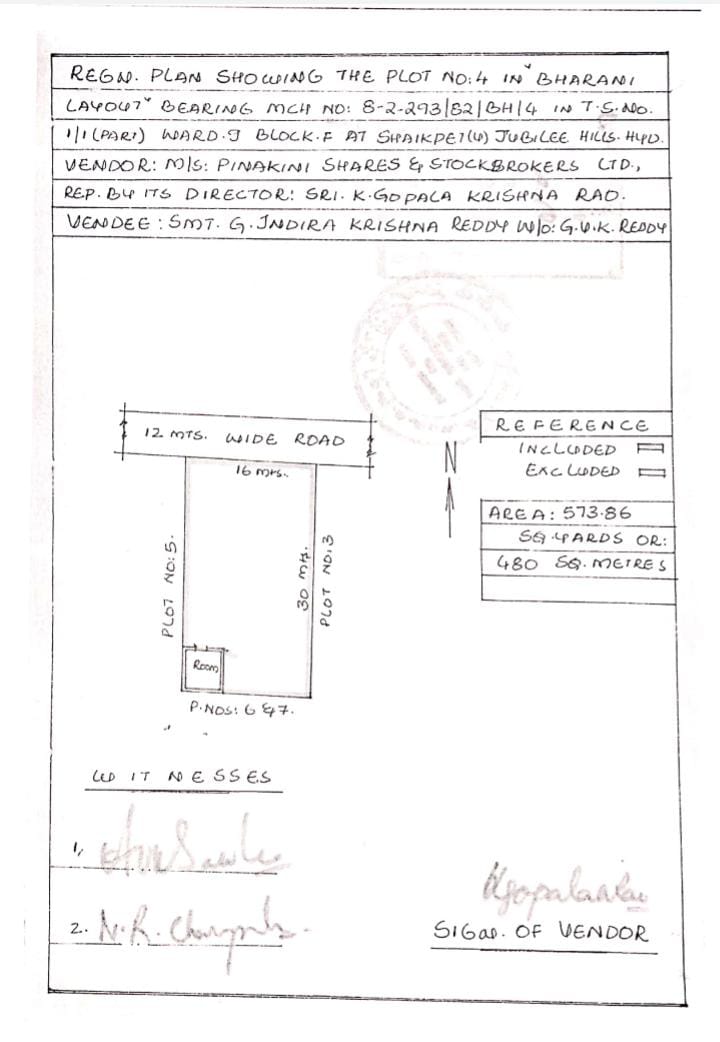 REGN. PLAN SHOWING THE PLOT NO:4 IN "BHARANI
LAYOUT" BEARING MCH NO: 8-2-293/82/BH/4 IN T.S.NO.
1/1(PART) WARD.J BLOCK.F AT SHAIKPET(V) JUBILEE HILLS. HYD.
VENDOR: M/S: PINAKINI SHARES & STOCKBROKERS LTD.,
REP. BY ITS DIRECTOR: SRI. K. GOPALA KRISHNA RAO.
VENDEE: SMT. G. INDIRA KRISHNA REDDY W/O: G.V.K. REDDY
12 MTS. WIDE ROAD
16 Mts.
PLOT NO:5.
30 Mts.
PLOT NO:3
Room
P.NOS: 6 & 7.
N
REFERENCE
INCLUDED
EXCLUDED
AREA: 573.86
SQ.YARDS OR:
480 SQ.METRES
WITNESSES
1,
2. N.R.
SIGN. OF VENDOR